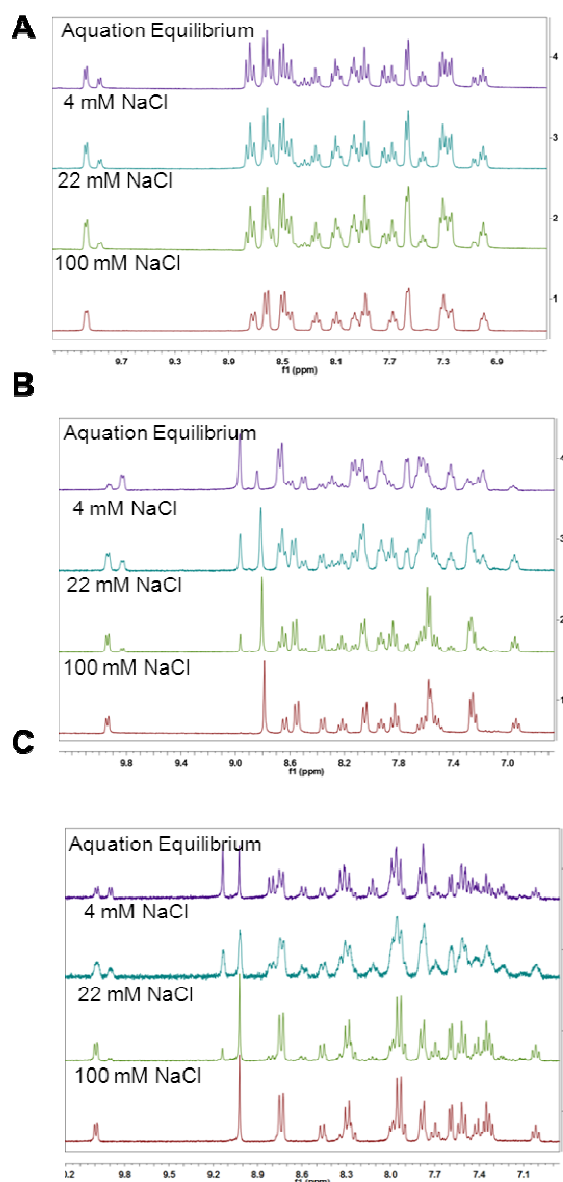 A
Aquation Equilibrium
4
4 mM NaCl
3
22 mM NaCl
2
100 mM NaCl
1
9.7 9.3 8.9 8.5 8.1 7.7 7.3 6.9
f1 (ppm)
B
Aquation Equilibrium
4 mM NaCl
3
22 mM NaCl
2
100 mM NaCl
1
9.8 9.4 9.0 8.6 8.2 7.8 7.4 7.0
f1 (ppm)
C
Aquation Equilibrium
4 mM NaCl
22 mM NaCl
100 mM NaCl
9.8 9.5 9.2 8.9 8.6 8.3 8.0 7.7 7.4 7.1